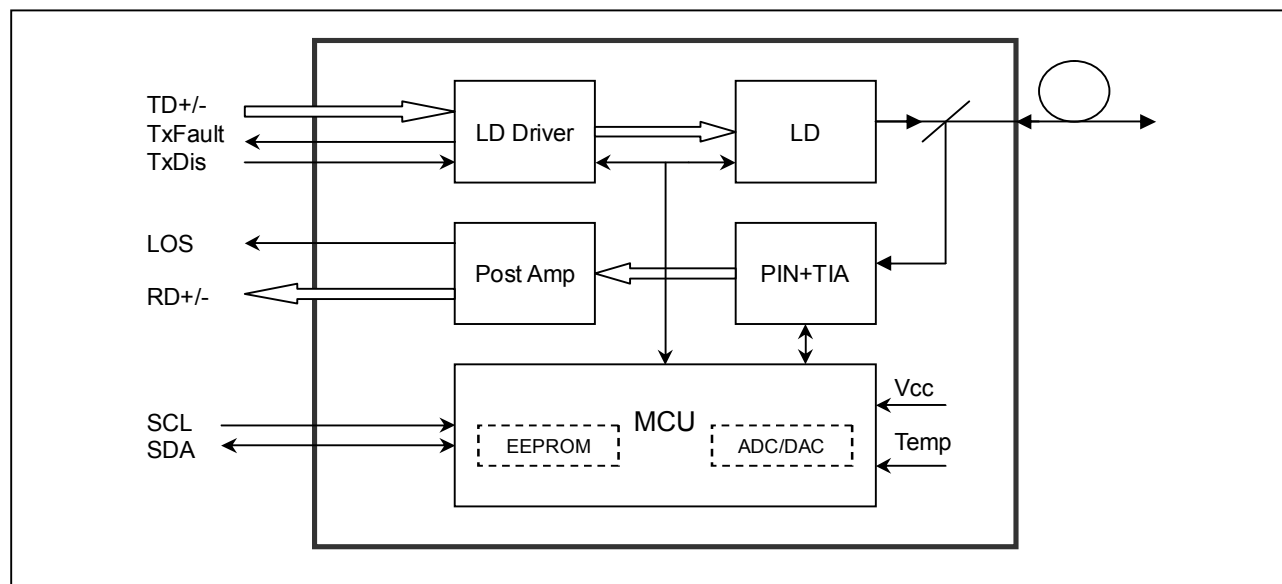 TD+/-
TxFault
TxDis
LD Driver
LD
LOS
RD+/-
Post Amp
PIN+TIA
SCL
SDA
MCU
EEPROM
ADC/DAC
Vcc
Temp